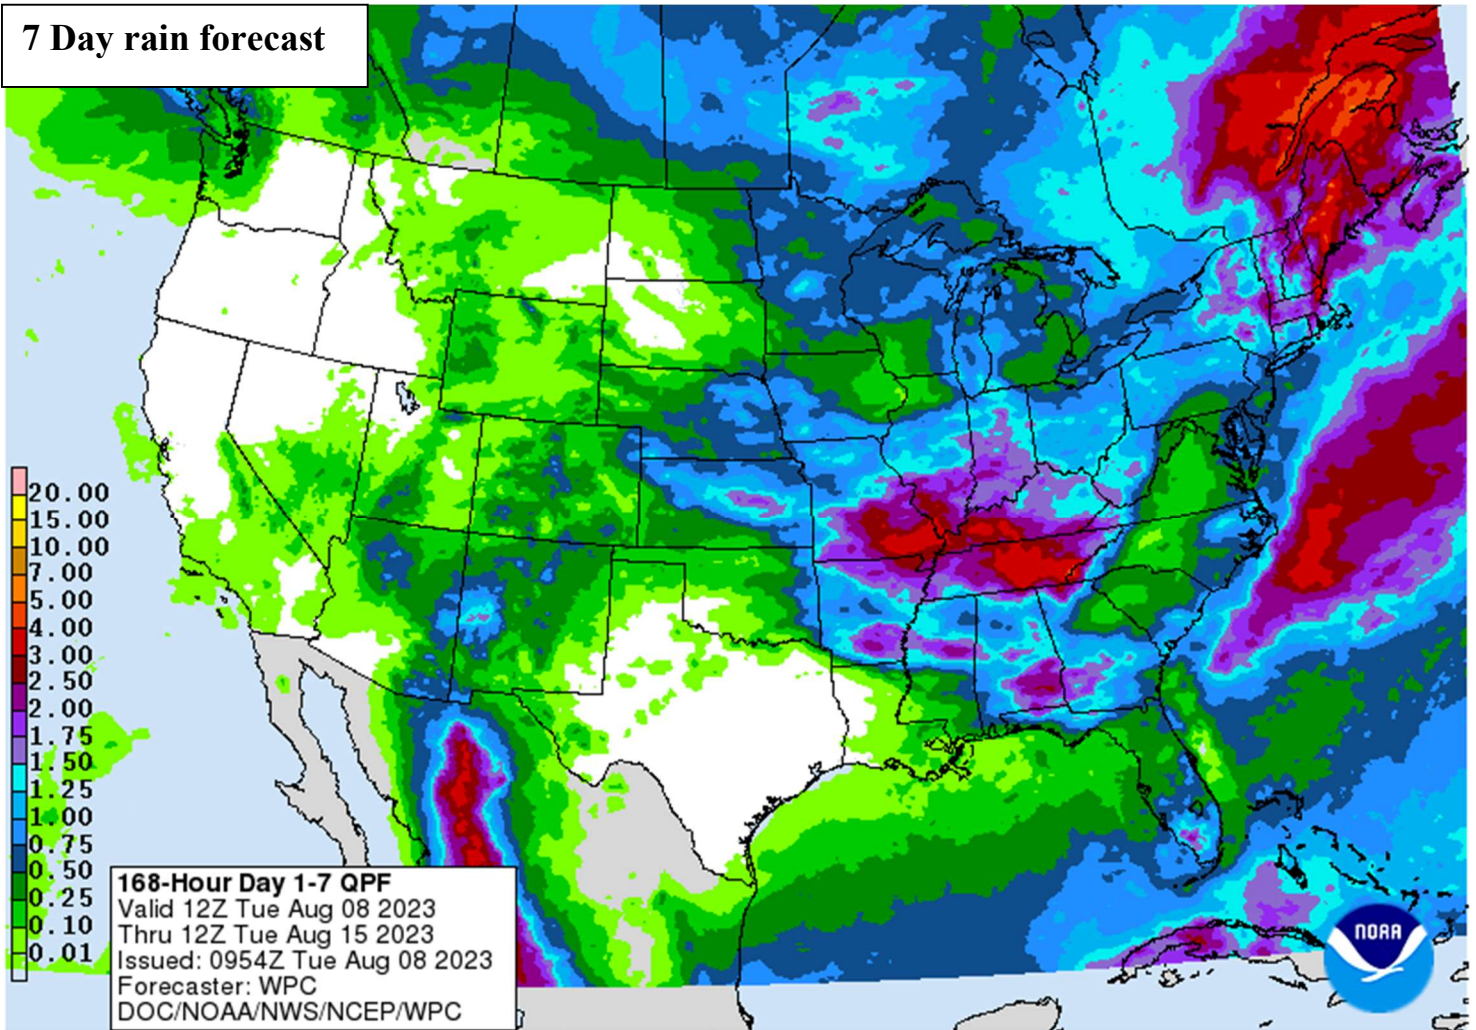 7 Day rain forecast
20.00
15.00
10.00
7.00
5.00
4.00
3.00
2.50
2.00
1.75
1.50
1.25
1.00
0.75
0.50
0.25
0.10
0.01
168-Hour Day 1-7 QPF
Valid 12Z Tue Aug 08 2023
Thru 12Z Tue Aug 15 2023
Issued: 0954Z Tue Aug 08 2023
Forecaster: WPC
DOC/NOAA/NWS/NCEP/WPC
NOAA